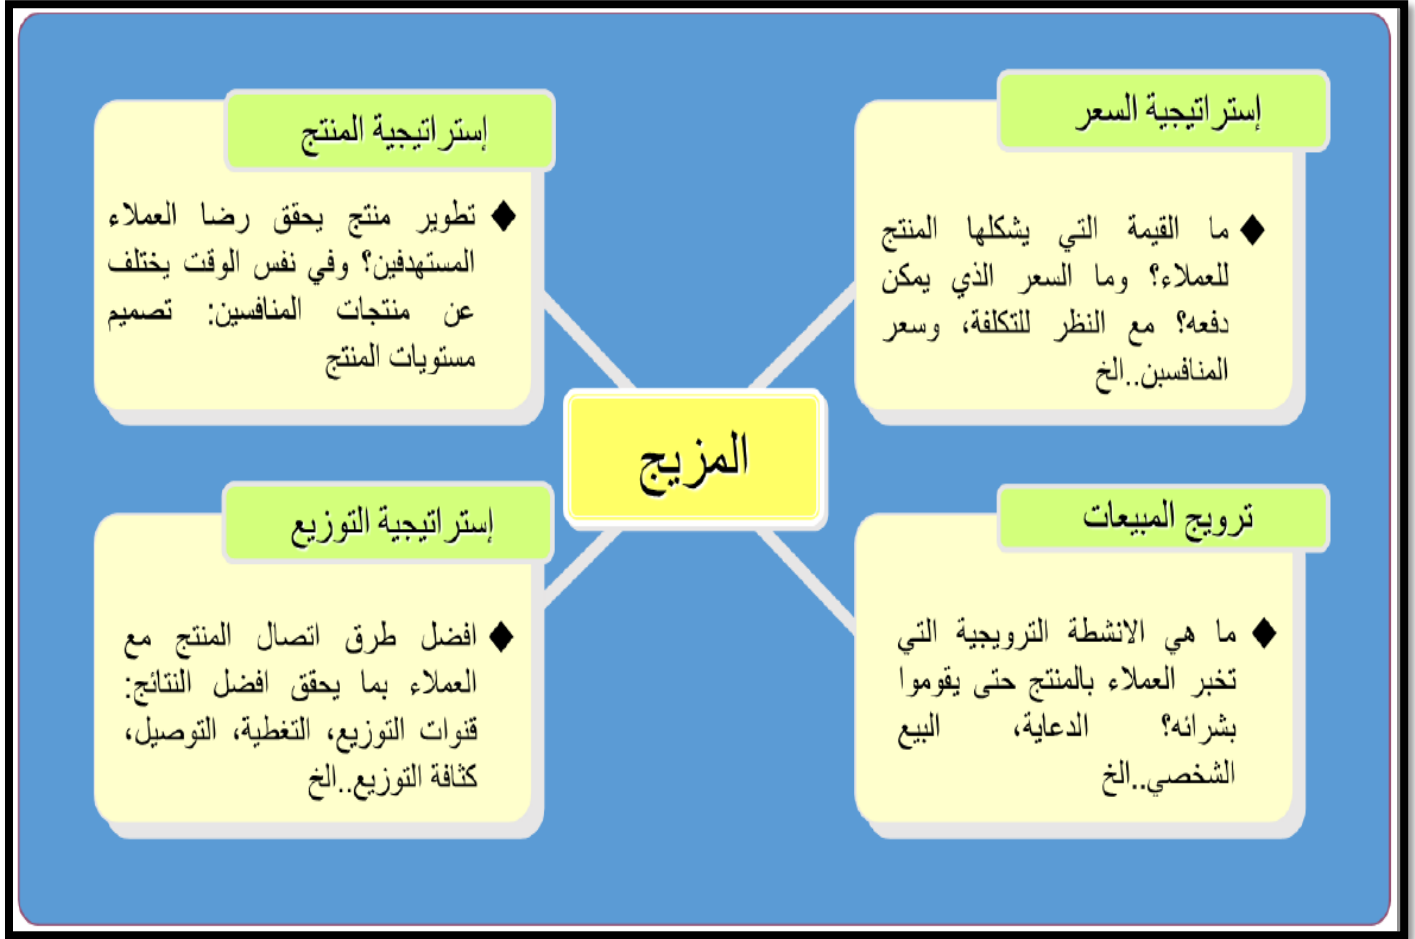 إستراتيجية السعر
ما القيمة التي يشكلها المنتج
للعملاء؟ وما السعر الذي يمكن
دفعه؟ مع النظر للتكلفة، وسعر
المنافسين..الخ
إستراتيجية المنتج
تطوير منتج يحقق رضا العملاء
المستهدفين؟ وفي نفس الوقت يختلف
عن منتجات المنافسين: تصميم
مستويات المنتج
المزيج
ترويج المبيعات
ما هي الانشطة الترويجية التي
تخبر العملاء بالمنتج حتى يقوموا
بشرائه؟ الدعاية، البيع
الشخصي..الخ
إستراتيجية التوزيع
افضل طرق اتصال المنتج مع
العملاء بما يحقق افضل النتائج:
قنوات التوزيع، التغطية، التوصيل،
كثافة التوزيع..الخ